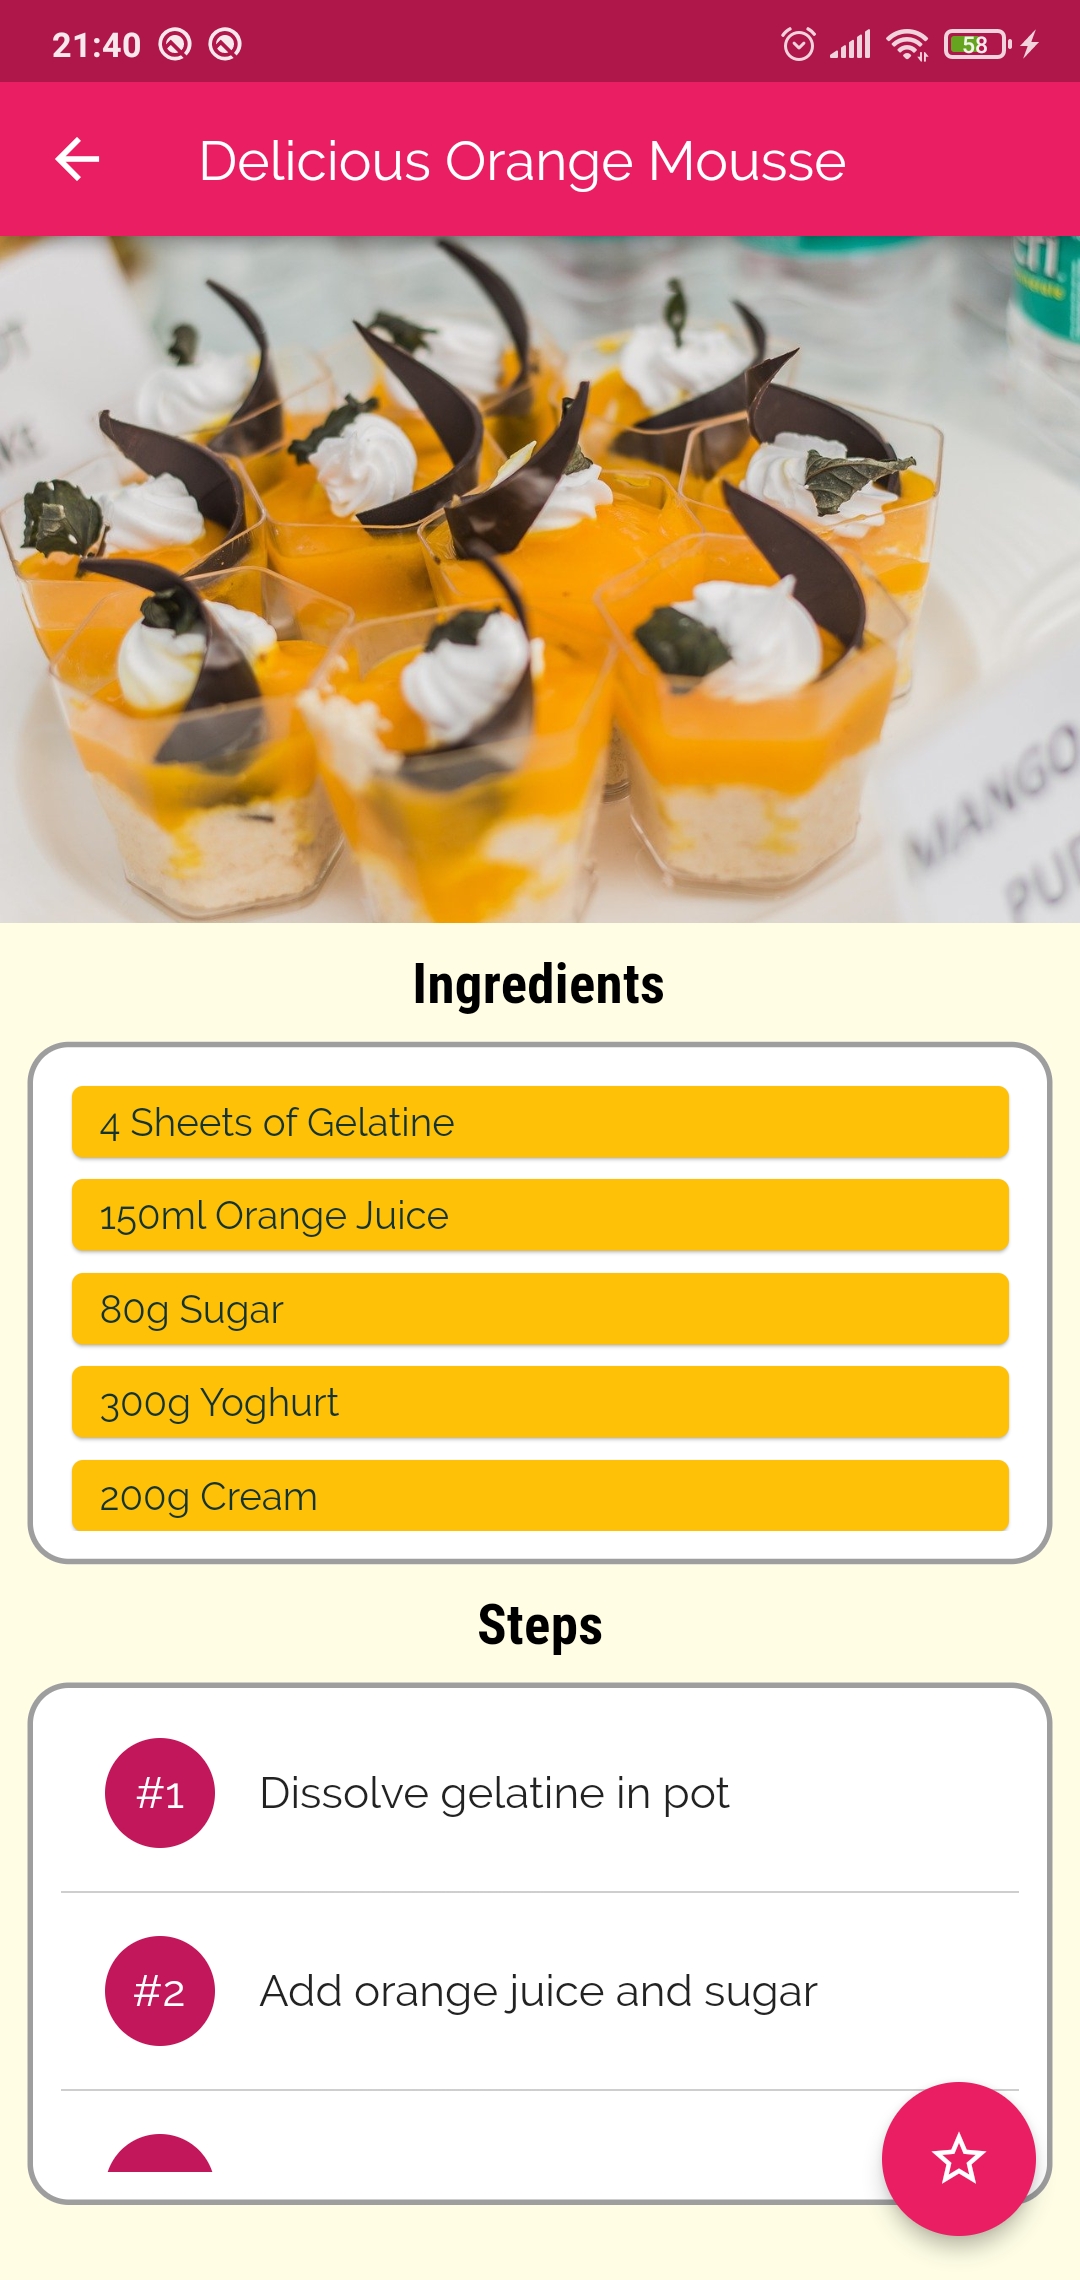 21:40
58
Delicious Orange Mousse
MANGO
Ingredients
4 Sheets of Gelatine
150ml Orange Juice
80g Sugar
300g Yoghurt
200g Cream
Steps
#1 Dissolve gelatine in pot
#2 Add orange juice and sugar